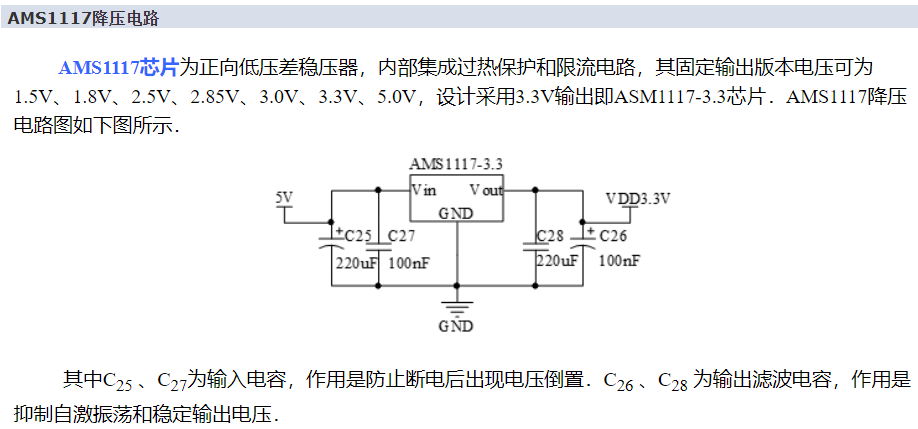 AMS1117降压电路
AMS1117芯片为正向低压差稳压器，内部集成过热保护和限流电路，其固定输出版本电压可为
1.5V、1.8V、2.5V、2.85V、3.0V、3.3V、5.0V，设计采用3.3V输出即ASM1117-3.3芯片．AMS1117降压
电路图如下图所示．
AMS1117-3.3
5V
Vin
Vout
GND
VDD3.3V
+
C25
C27
C28
+
C26
220uF
100nF
220uF
100nF
GND
其中C25 、C27为输入电容，作用是防止断电后出现电压倒置．C26 、C28 为输出滤波电容，作用是
抑制自激振荡和稳定输出电压．